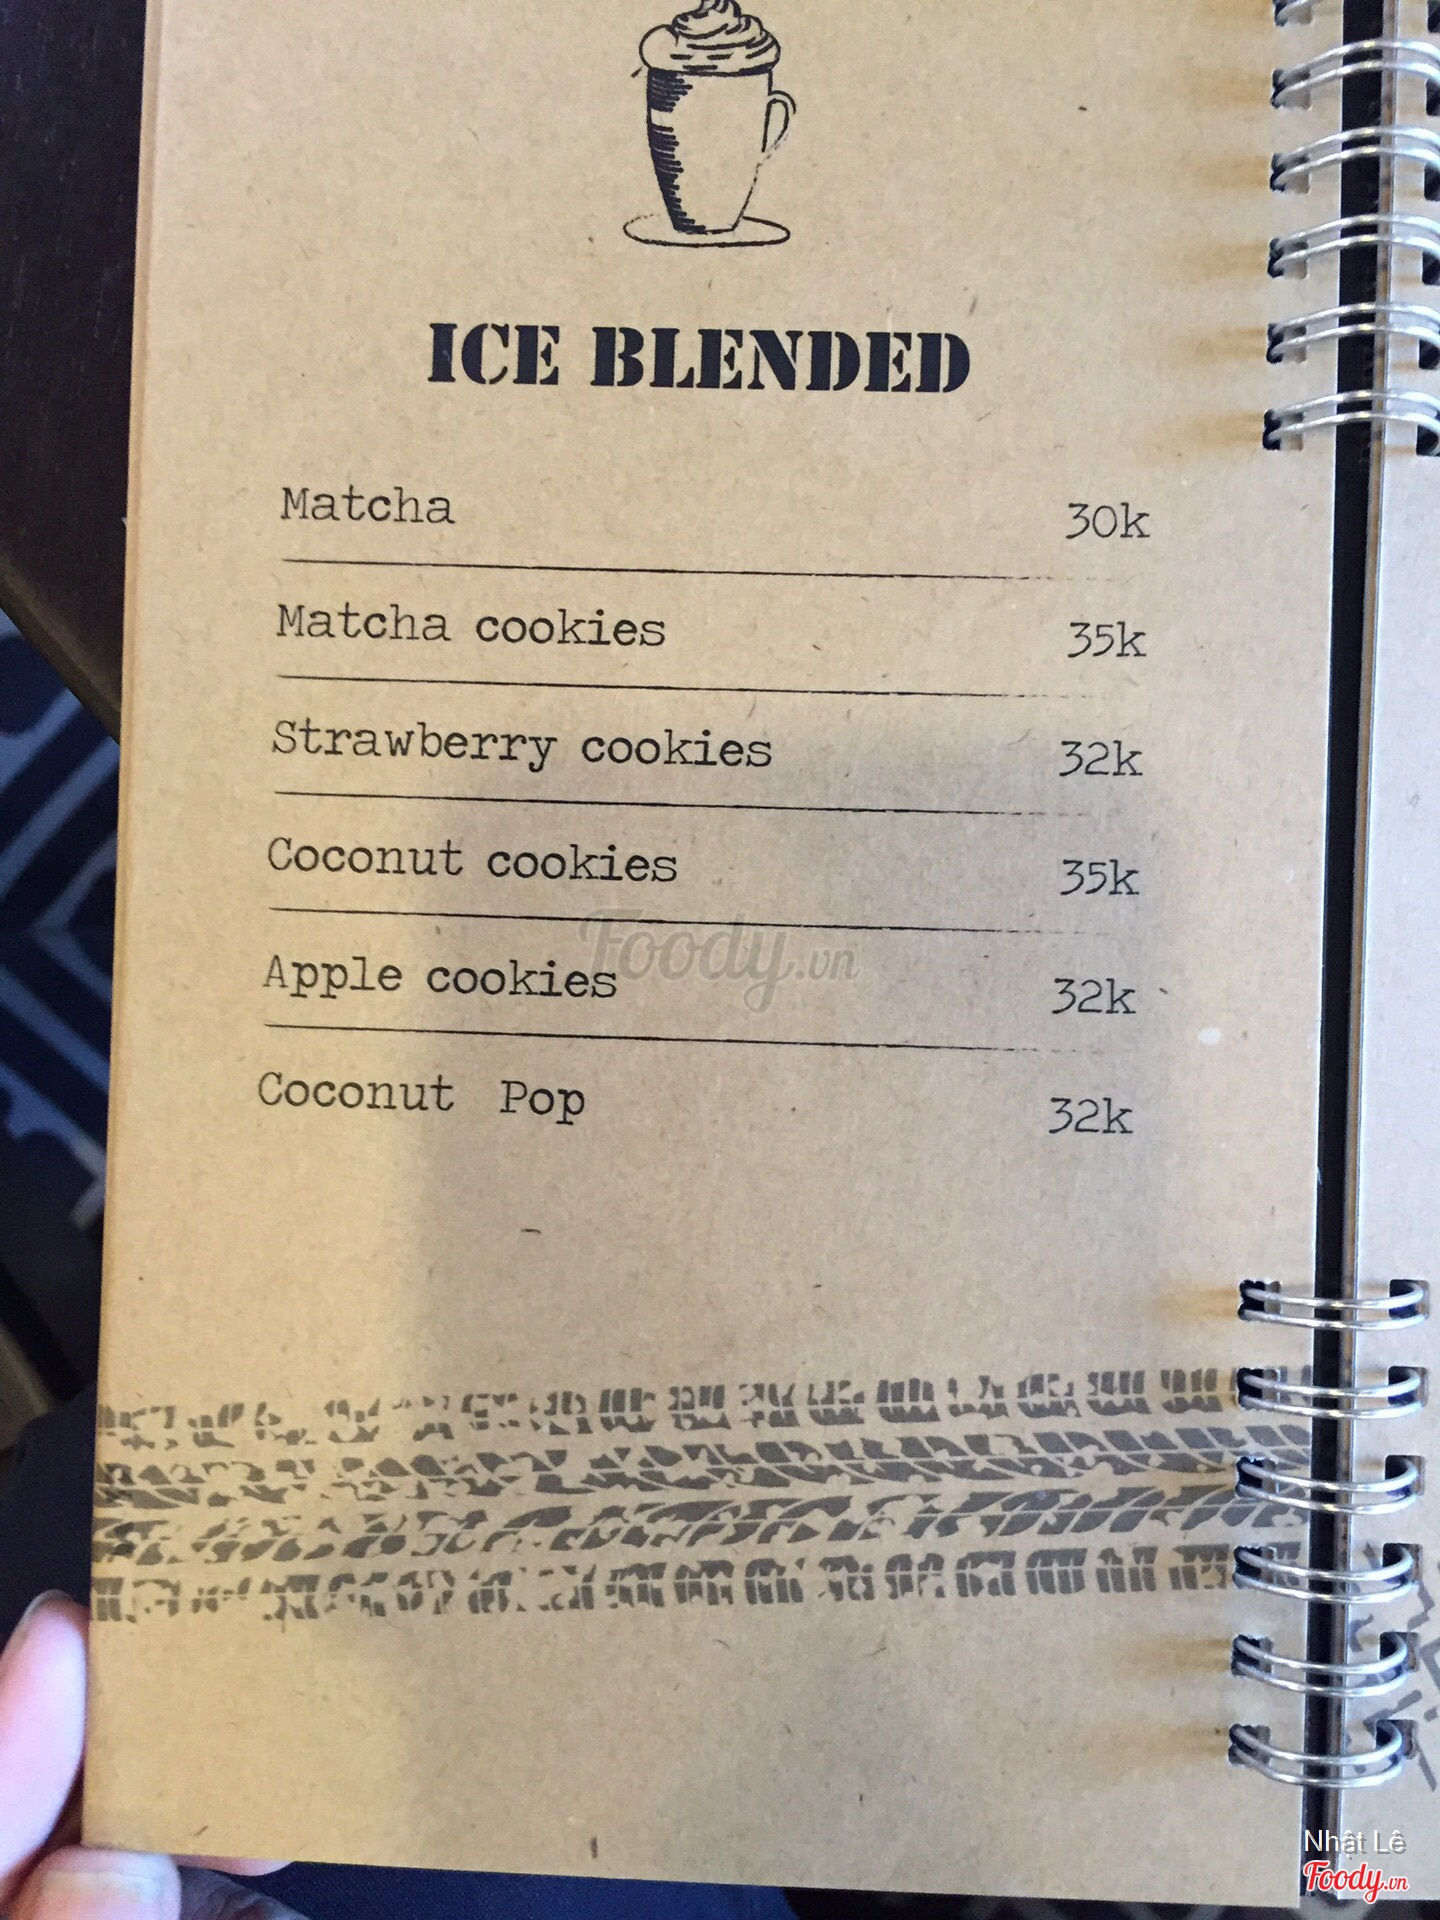 ICE BLENDED
Matcha 30k
Matcha cookies 35k
Strawberry cookies 32k
Coconut cookies 35k
Foody.vn
Apple cookies 32k
Coconut Pop 32k
Nhật Lê
Foody.vn